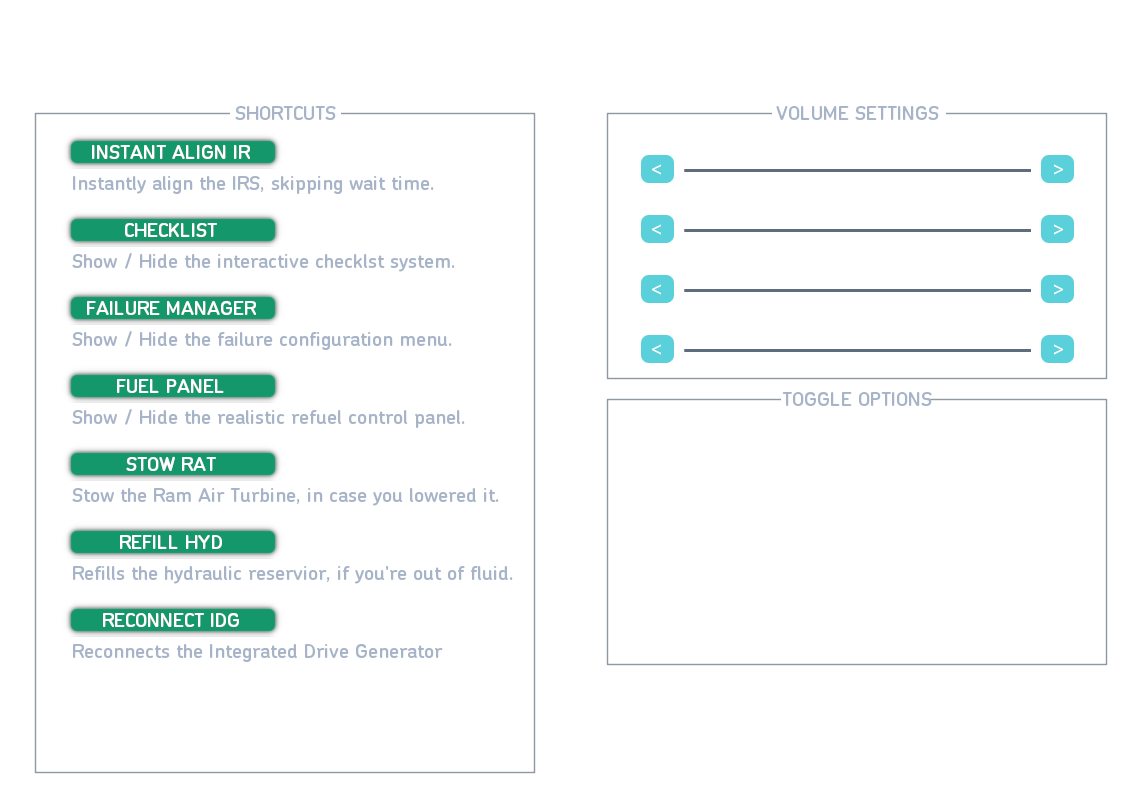 SHORTCUTS
INSTANT ALIGN IR
Instantly align the IRS, skipping wait time.
CHECKLIST
Show / Hide the interactive checklst system.
FAILURE MANAGER
Show / Hide the failure configuration menu.
FUEL PANEL
Show / Hide the realistic refuel control panel.
STOW RAT
Stow the Ram Air Turbine, in case you lowered it.
REFILL HYD
Refills the hydraulic reservior, if you're out of fluid.
RECONNECT IDG
Reconnects the Integrated Drive Generator
VOLUME SETTINGS
< >
< >
< >
< >
TOGGLE OPTIONS